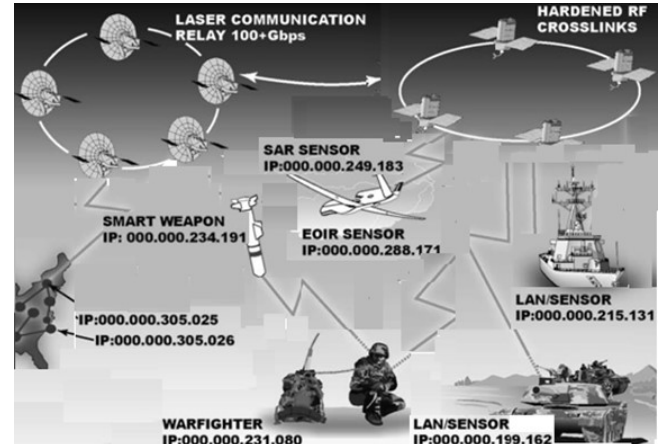 LASER COMMUNICATION
RELAY 100+Gbps
HARDENED RF
CROSSLINKS
SAR SENSOR
IP:000.000.249.183
SMART WEAPON
IP: 000.000.234.191
EOIR SENSOR
IP:000.000.288.171
LAN/SENSOR
IP:000.000.215.131
IP:000.000.305.025
IP:000.000.305.026
WARFIGHTER
IP:000.000.231.080
LAN/SENSOR
IP:000.000.199.162